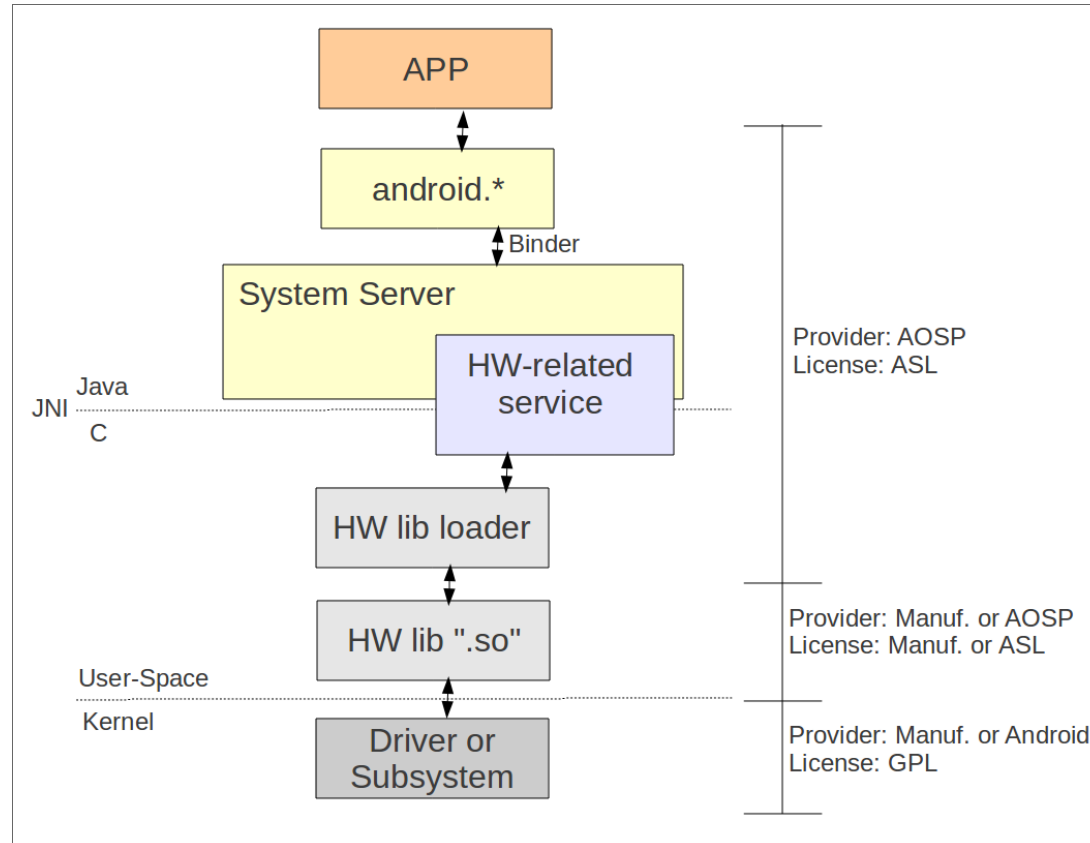 APP
android.*
Binder
System Server
HW-related
service
Provider: AOSP
License: ASL
Java
JNI
C
HW lib loader
HW lib ".so"
Provider: Manuf. or AOSP
License: Manuf. or ASL
User-Space
Kernel
Driver or
Subsystem
Provider: Manuf. or Android
License: GPL